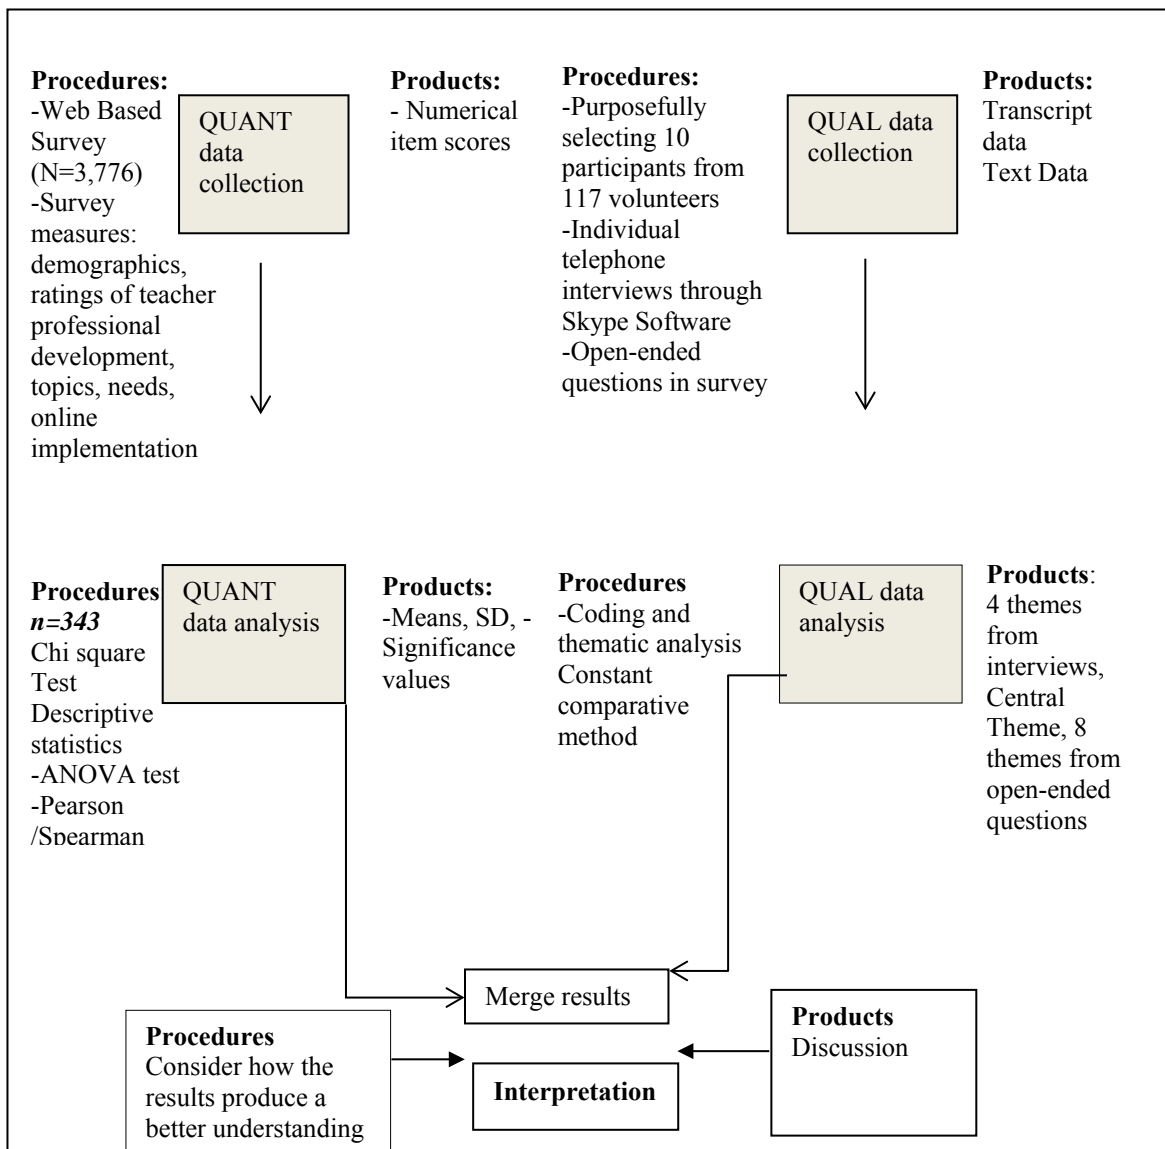 Procedures:
-Web Based
Survey
(N=3,776)
-Survey
measures:
demographics,
ratings of teacher
professional
development,
topics, needs,
online
implementation
QUANT
data
collection
Products:
- Numerical
item scores
Procedures:
-Purposefully
selecting 10
participants from
117 volunteers
-Individual
telephone
interviews through
Skype Software
-Open-ended
questions in survey
QUAL data
collection
Products:
Transcript
data
Text Data
Procedures
n=343
Chi square
Test
Descriptive
statistics
-ANOVA test
-Pearson
/Spearman
QUANT
data analysis
Products:
-Means, SD, -
Significance
values
Procedures
-Coding and
thematic analysis
Constant
comparative
method
QUAL data
analysis
Products:
4 themes
from
interviews,
Central
Theme, 8
themes from
open-ended
questions
Merge results
Procedures
Consider how the
results produce a
better understanding
Interpretation
Products
Discussion